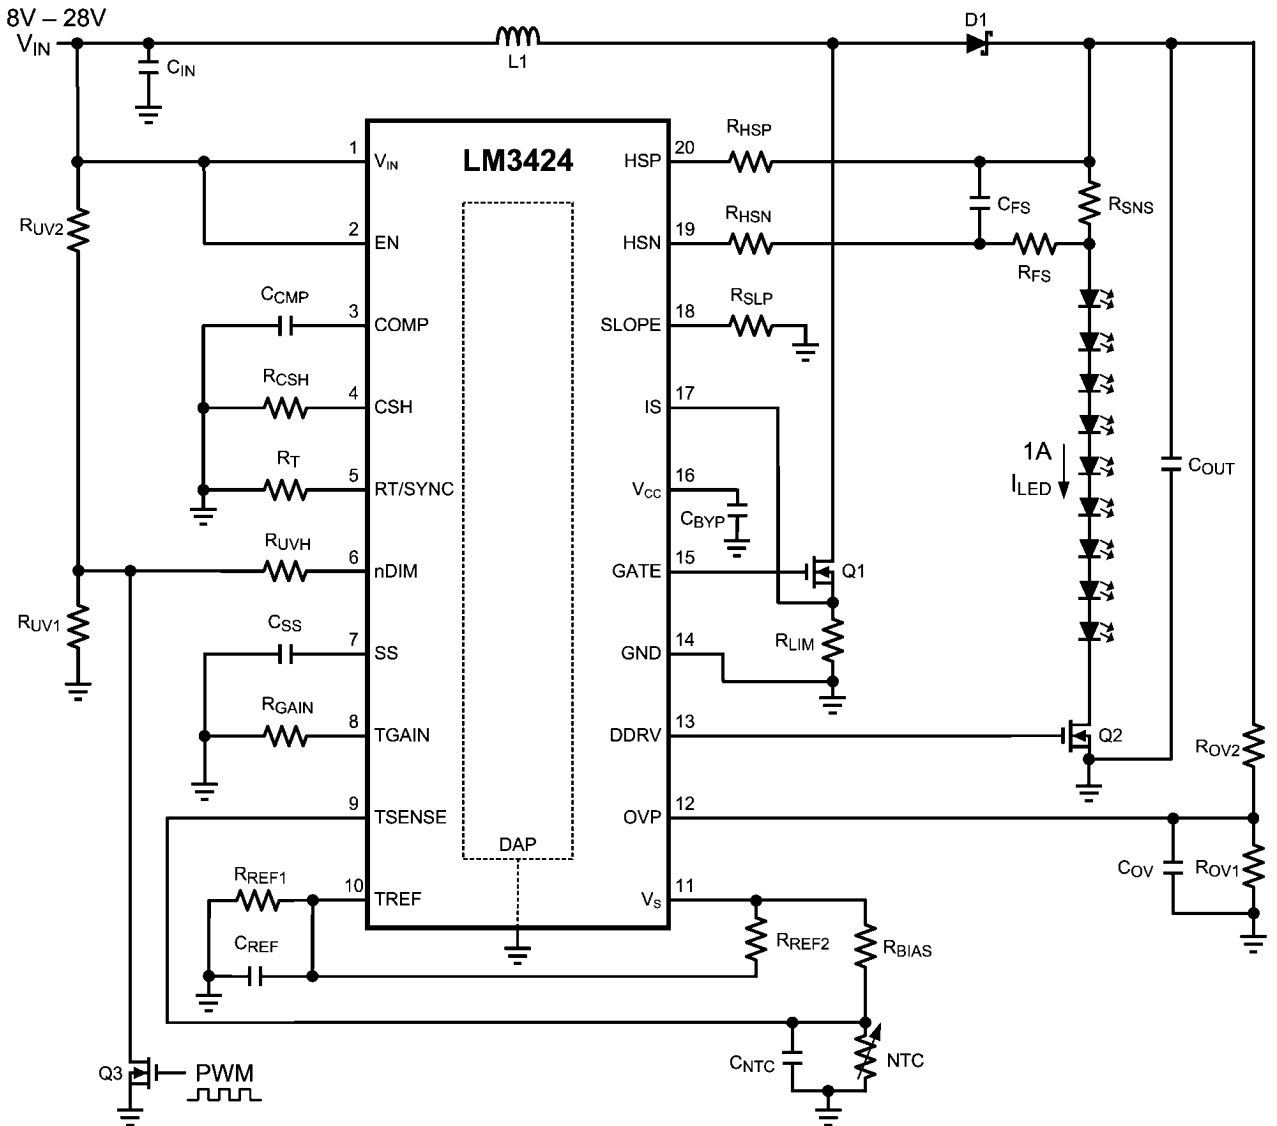 8V – 28V
VIN
CIN
L1
D1
LM3424
1 VIN
2 EN
3 COMP
4 CSH
5 RT/SYNC
6 nDIM
7 SS
8 TGAIN
9 TSENSE
10 TREF
20 HSP
19 HSN
18 SLOPE
17 IS
16 VCC
15 GATE
14 GND
13 DDRV
12 OVP
11 VS
DAP
RUV2
CCMP
RCSH
RT
RUVH
RUV1
CSS
RGAIN
RREF1
CREF
Q3
PWM
RHSP
RHSN
CFS
RSNS
RFS
RSLP
1A
ILED
COUT
CBYP
Q1
RLIM
Q2
ROV2
COV
ROV1
RREF2
RBIAS
CNTC
NTC